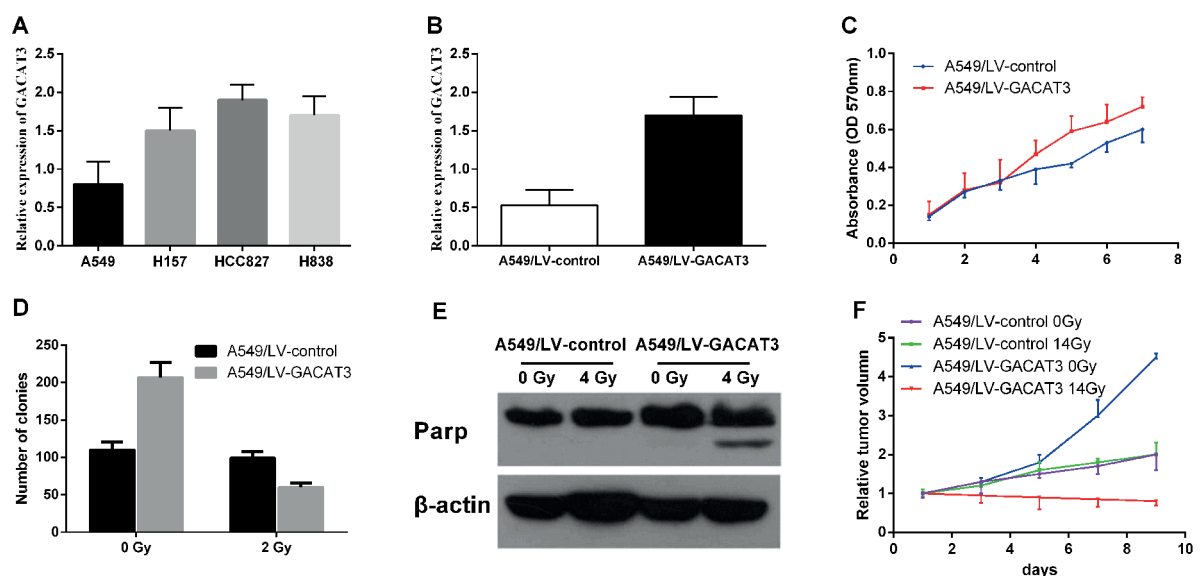 A
Relative expression of GACAT3
2.5
2.0
1.5
1.0
0.5
0.0
A549 H157 HCC827 H838
B
Relative expression of GACAT3
2.5
2.0
1.5
1.0
0.5
0.0
A549/LV-control A549/LV-GACAT3
C
Absorbance (OD 570nm)
1.0
0.8
0.6
0.4
0.2
0.0
0 2 4 6 8
A549/LV-control
A549/LV-GACAT3
D
Number of clonies
250
200
150
100
50
0
0 Gy 2 Gy
A549/LV-control
A549/LV-GACAT3
E
A549/LV-control A549/LV-GACAT3
0 Gy 4 Gy 0 Gy 4 Gy
Parp
β-actin
F
A549/LV-control 0Gy
A549/LV-control 14Gy
A549/LV-GACAT3 0Gy
A549/LV-GACAT3 14Gy
Relative tumor volumn
5
4
3
2
1
0
0 2 4 6 8 10
days